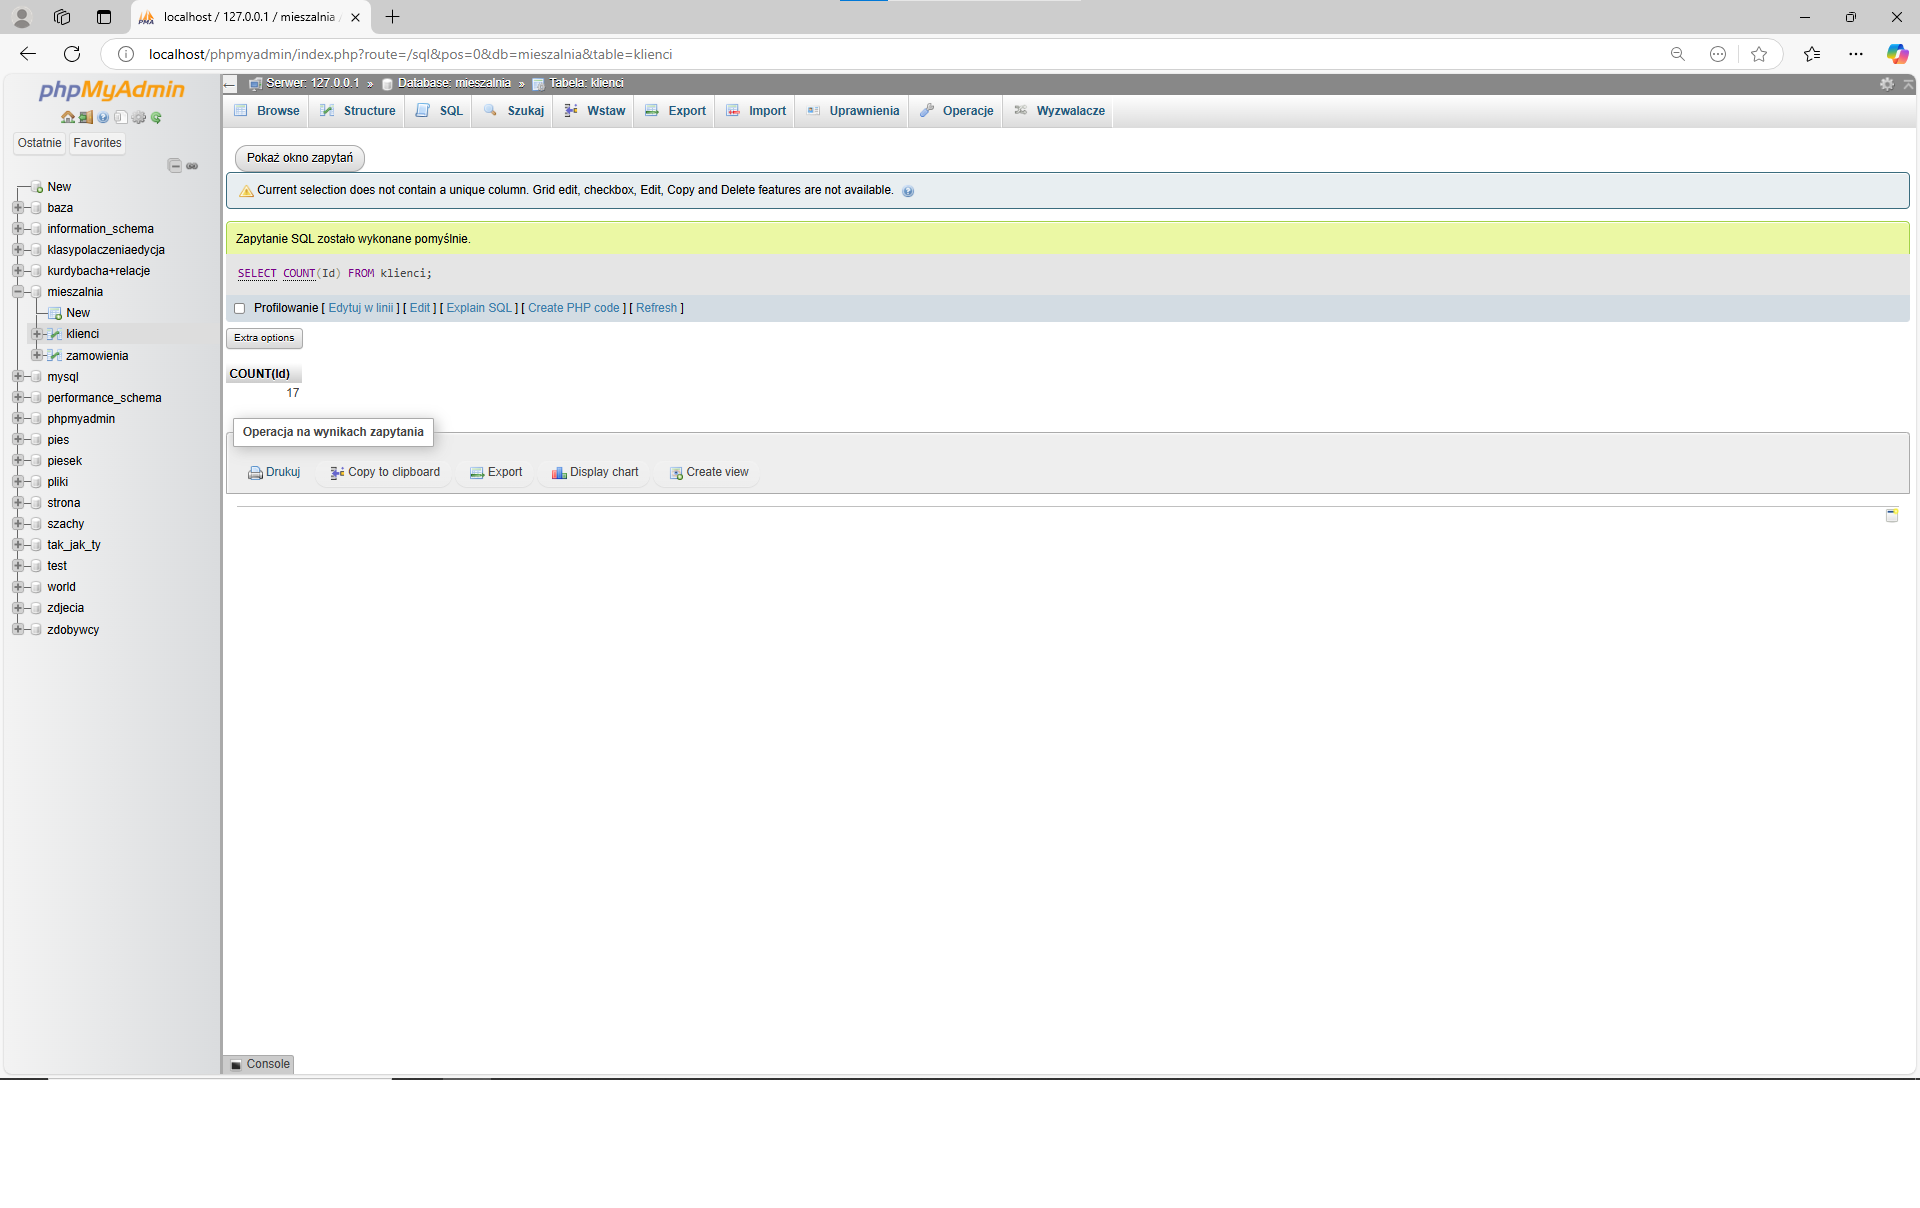 localhost / 127.0.0.1 / mieszalnia
localhost/phpmyadmin/index.php?route=/sql&pos=0&db=mieszalnia&table=klienci
phpMyAdmin
Ostatnie Favorites
New
baza
information_schema
klasypolaczeniaedycja
kurdybacha+relacje
mieszalnia
New
klienci
zamowienia
mysql
performance_schema
phpmyadmin
pies
piesek
pliki
strona
szachy
tak_jak_ty
test
world
zdjecia
zdobywcy
Serwer: 127.0.0.1 » Database: mieszalnia » Tabela: klienci
Browse Structure SQL Szukaj Wstaw Export Import Uprawnienia Operacje Wyzwalacze
Pokaż okno zapytań
Current selection does not contain a unique column. Grid edit, checkbox, Edit, Copy and Delete features are not available.
Zapytanie SQL zostało wykonane pomyślnie.
SELECT COUNT(Id) FROM klienci;
Profilowanie [ Edytuj w linii ] [ Edit ] [ Explain SQL ] [ Create PHP code ] [ Refresh ]
Extra options
COUNT(Id)
17
Operacja na wynikach zapytania
Drukuj Copy to clipboard Export Display chart Create view
Console